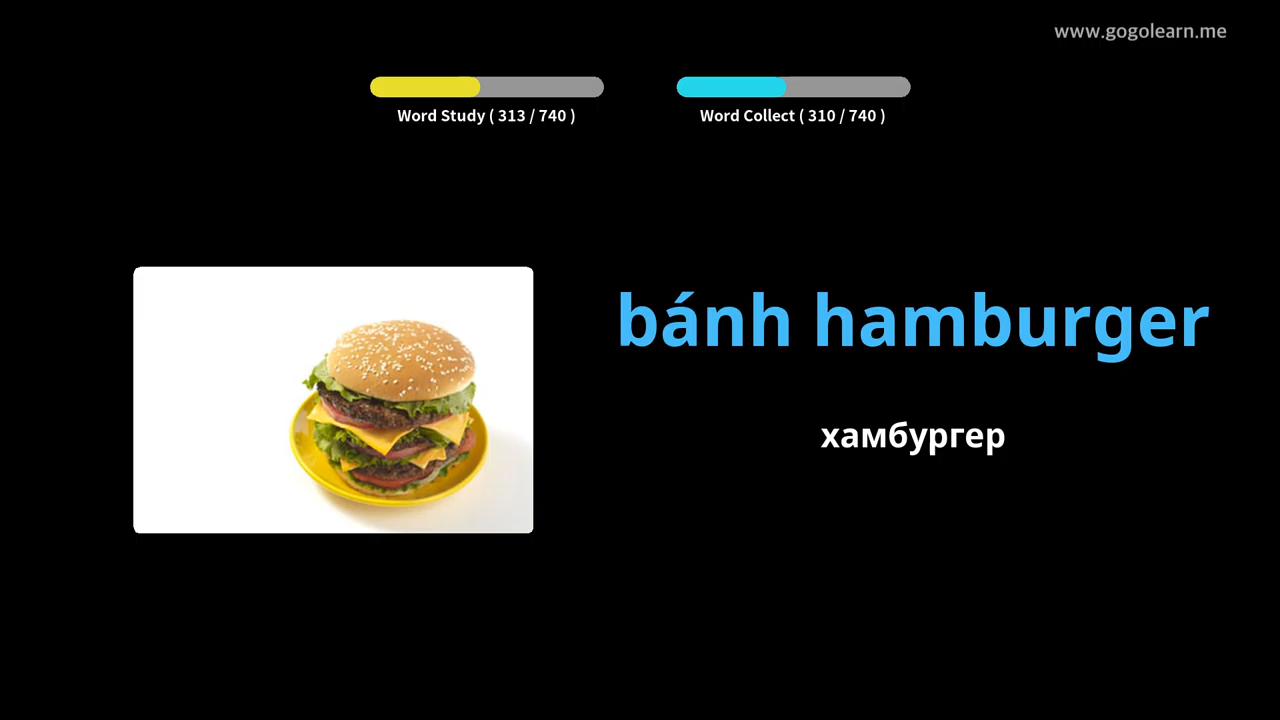 www.gogolearn.me
Word Study ( 313 / 740 )
Word Collect ( 310 / 740 )
bánh hamburger
хамбургер